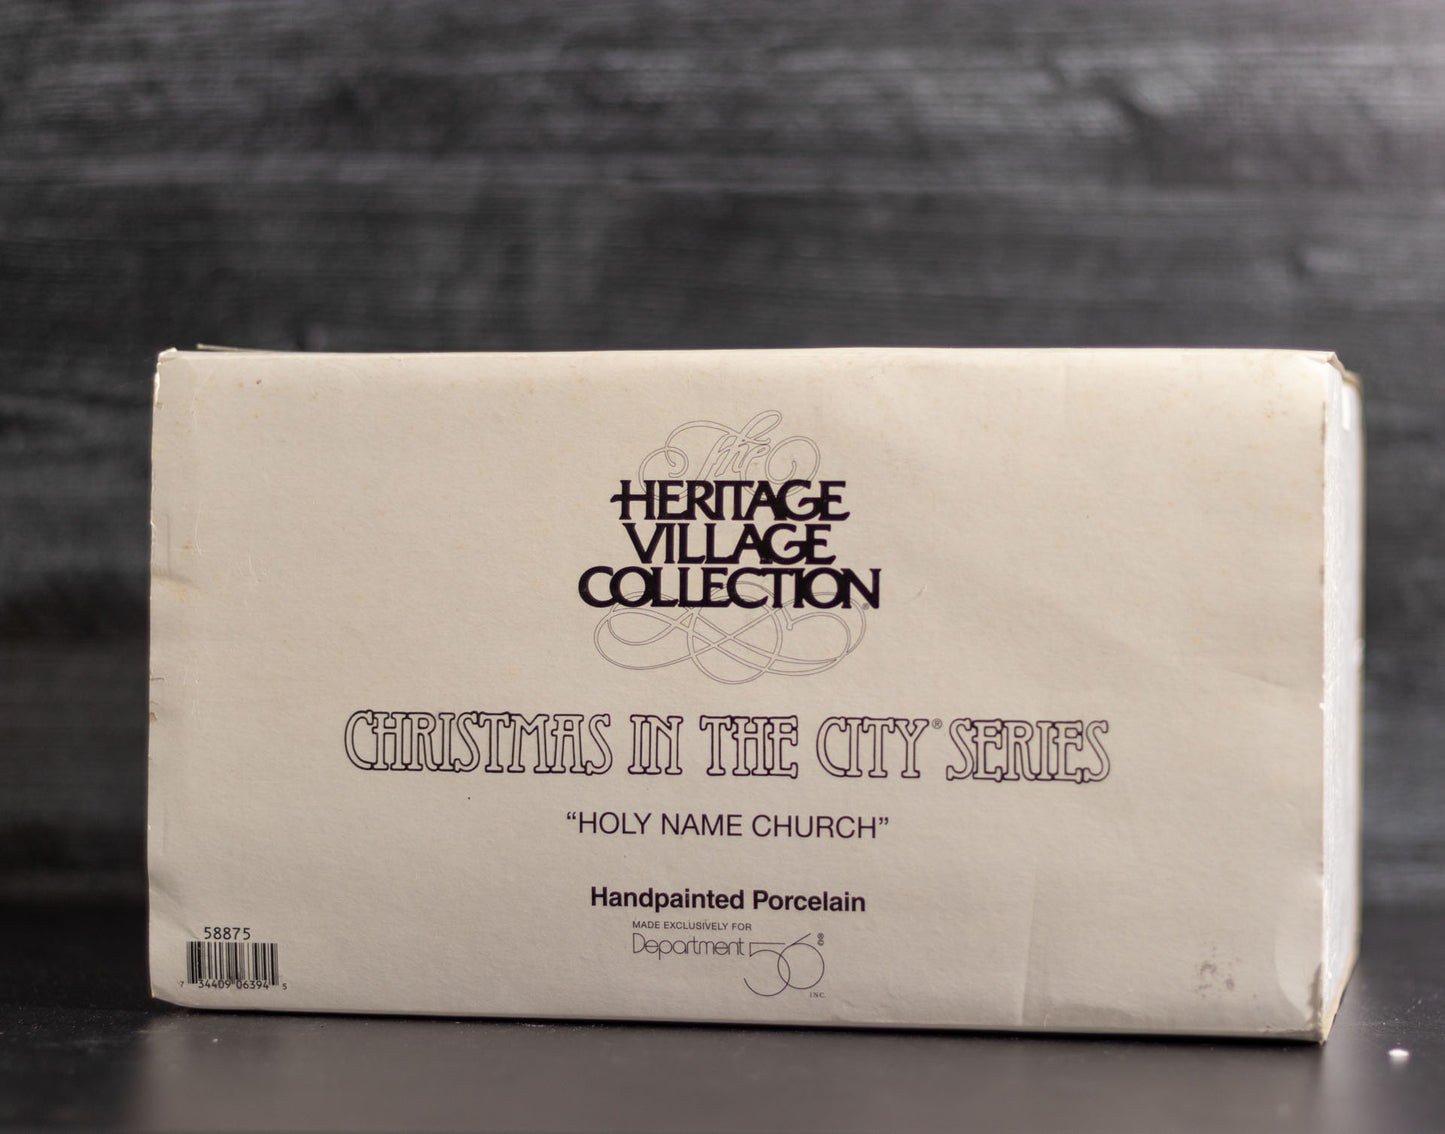 The
HERITAGE
VILLAGE
COLLECTION®
CHRISTMAS IN THE CITY® SERIES
“HOLY NAME CHURCH”
Handpainted Porcelain
MADE EXCLUSIVELY FOR
Department 56®
INC.
58875
7 34409 06394 5